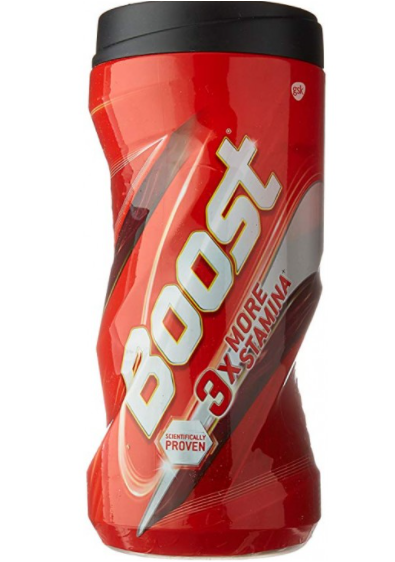 gsk
BOOST
3X MORE
STAMINA*
SCIENTIFICALLY
PROVEN